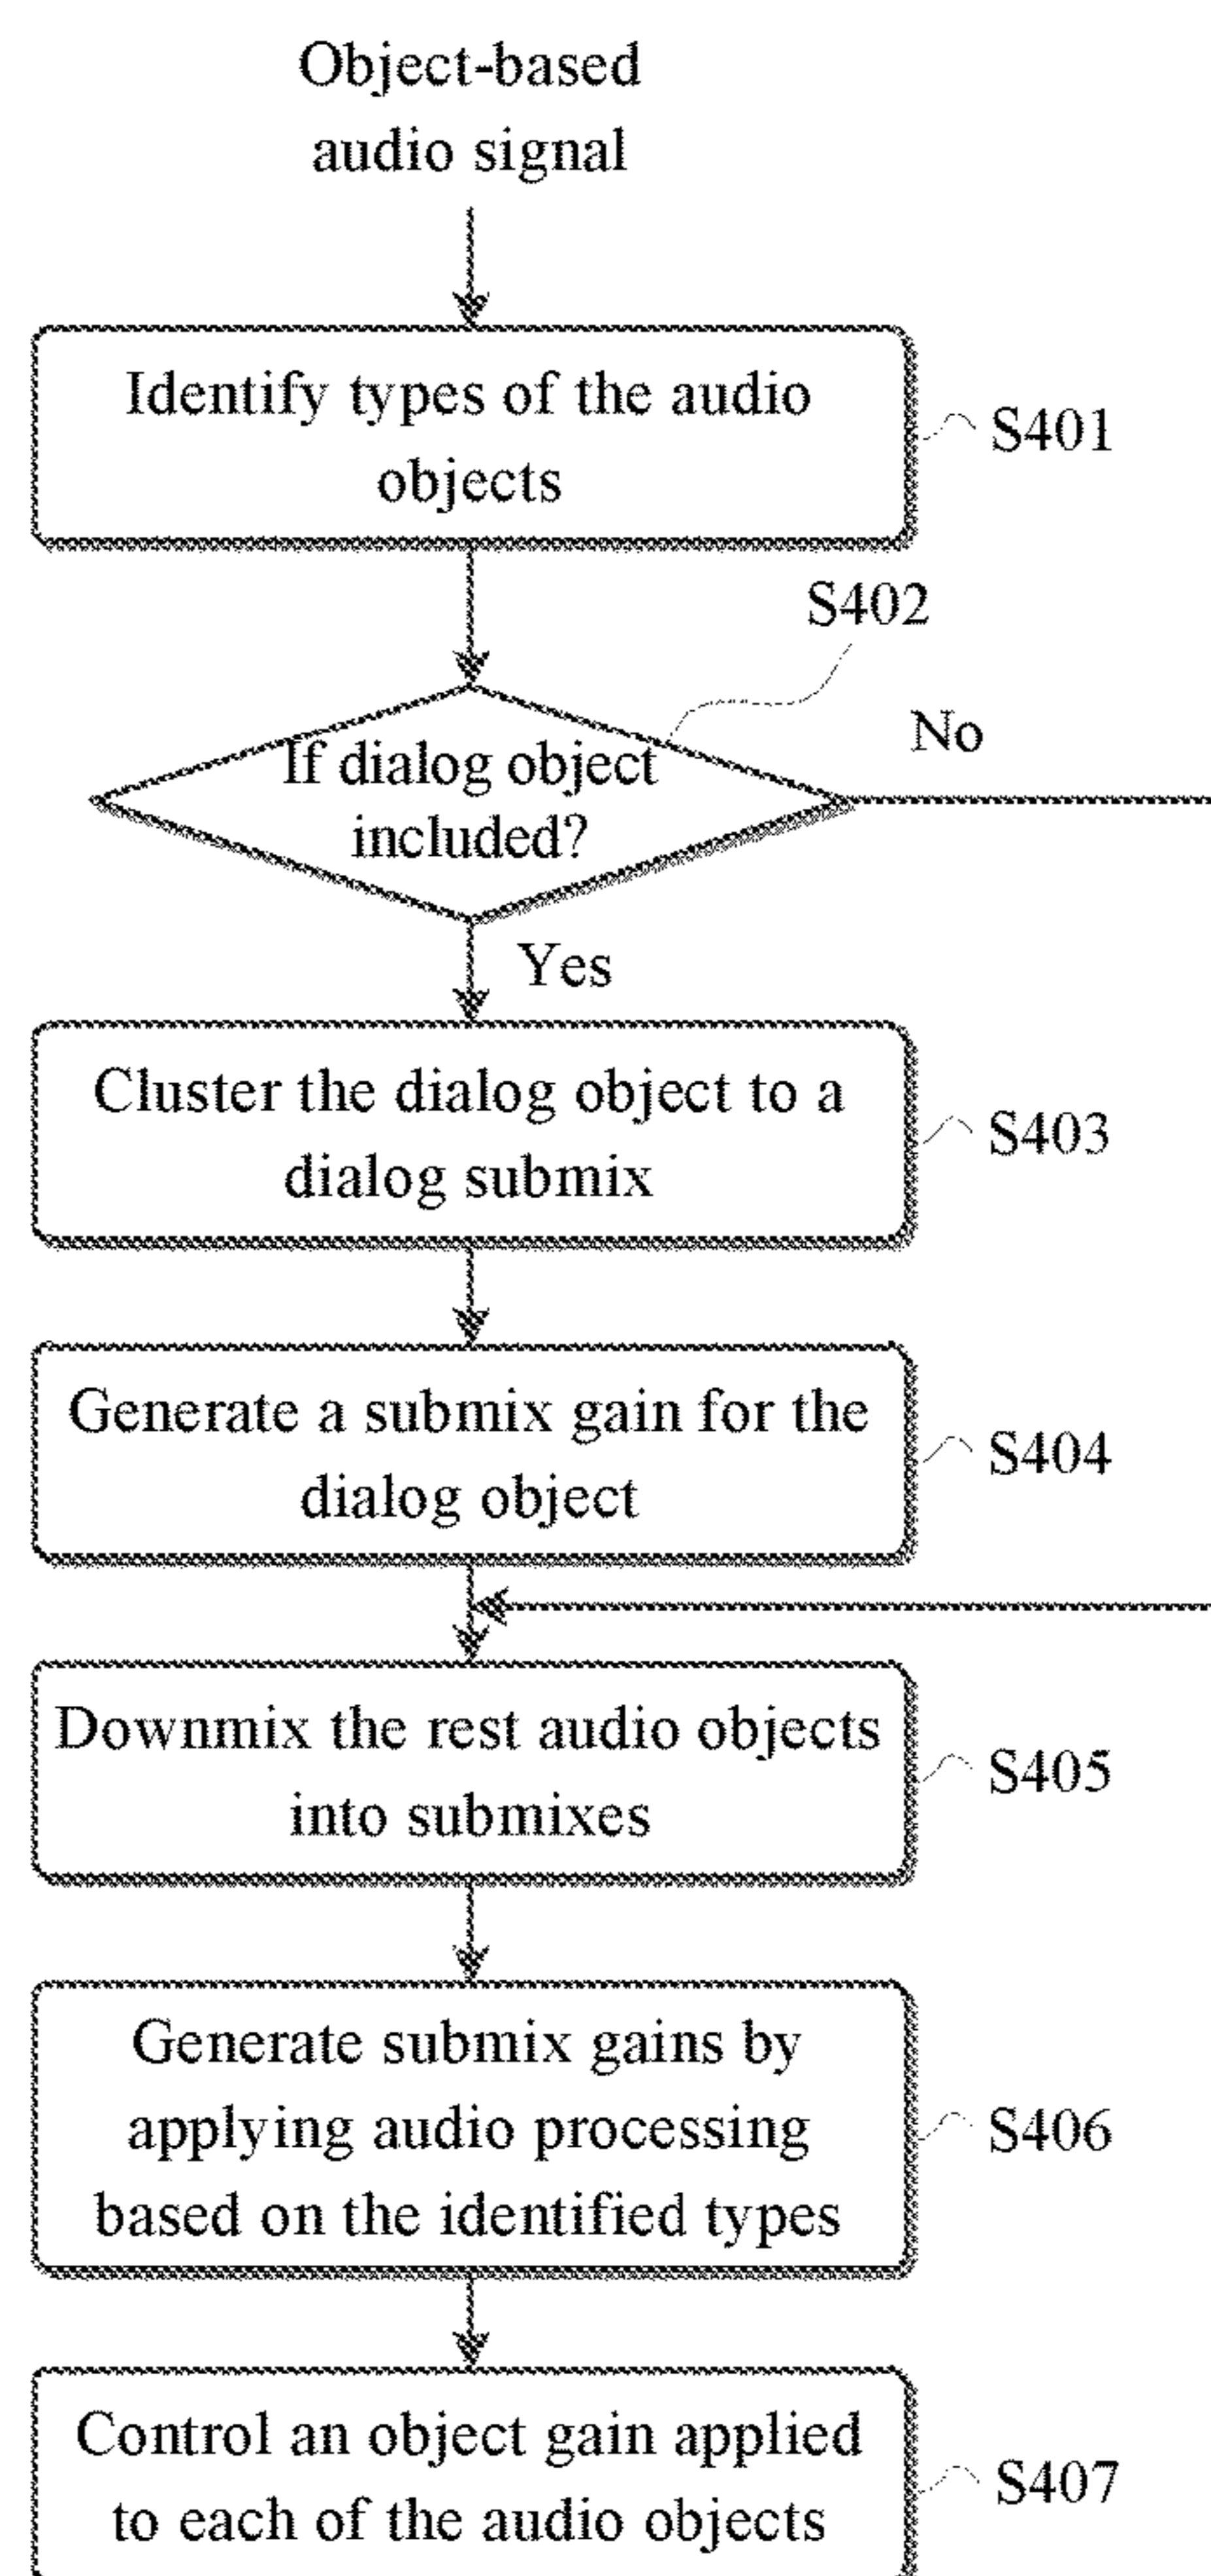 Object-based
audio signal
Identify types of the audio
objects
S401
S402
No
If dialog object
included?
Yes
Cluster the dialog object to a
dialog submix
S403
Generate a submix gain for the
dialog object
S404
Downmix the rest audio objects
into submixes
S405
Generate submix gains by
applying audio processing
based on the identified types
S406
Control an object gain applied
to each of the audio objects
S407